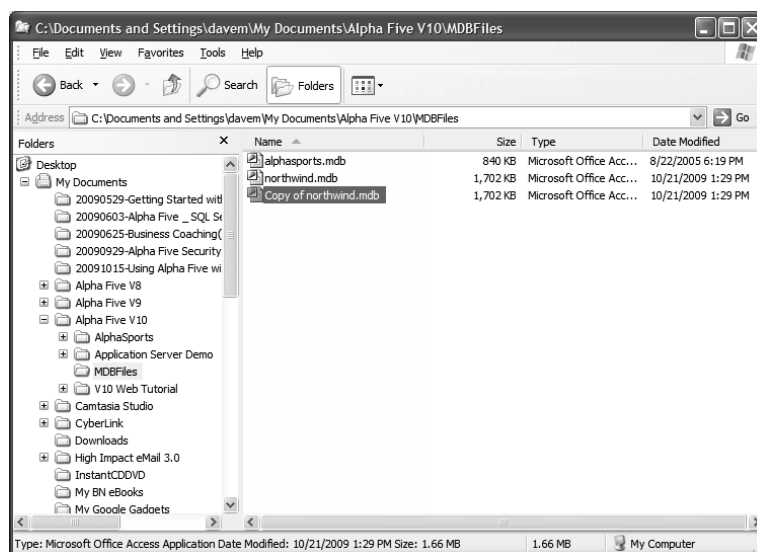 C:\Documents and Settings\davem\My Documents\Alpha Five V10\MDBFiles
File Edit View Favorites Tools Help
Back Search Folders
Address C:\Documents and Settings\davem\My Documents\Alpha Five V10\MDBFiles Go
Folders X Name Size Type Date Modified
Desktop
alphasports.mdb 840 KB Microsoft Office Acc... 8/22/2005 6:19 PM
My Documents
northwind.mdb 1,702 KB Microsoft Office Acc... 10/21/2009 1:29 PM
20090529-Getting Started wit
Copy of northwind.mdb 1,702 KB Microsoft Office Acc... 10/21/2009 1:29 PM
20090603-Alpha Five _ SQL Se
20090625-Business Coaching(
20090929-Alpha Five Security
20091015-Using Alpha Five wi
Alpha Five V8
Alpha Five V9
Alpha Five V10
AlphaSports
Application Server Demo
MDBFiles
V10 Web Tutorial
Camtasia Studio
CyberLink
Downloads
High Impact eMail 3.0
InstantCDDVD
My BN eBooks
My Google Gadgets
Type: Microsoft Office Access Application Date Modified: 10/21/2009 1:29 PM Size: 1.66 MB 1.66 MB My Computer